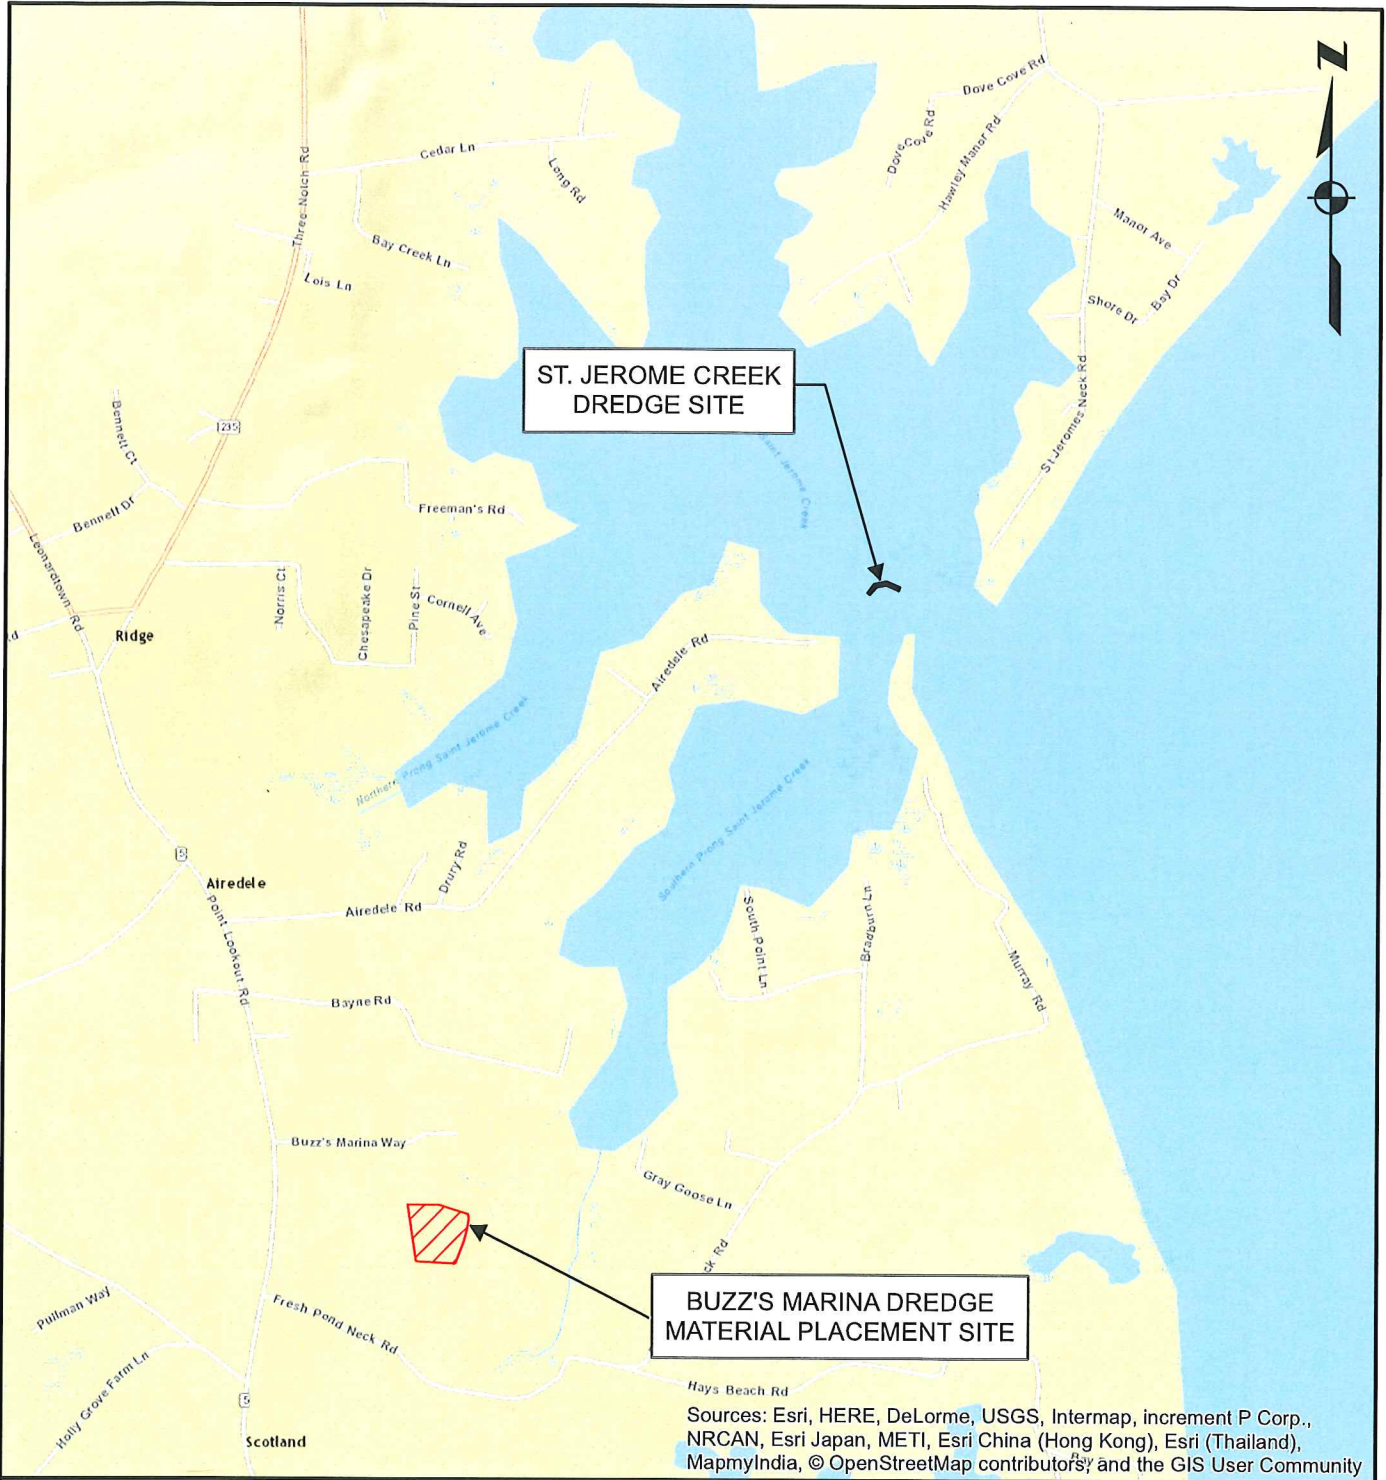 Z
Dove Cove Rd
Dove Cove Rd
Hawley Manor Rd
Cedar Ln
Long Rd
Three Notch Rd
Bay Creek Ln
Lois Ln
Manor Ave
Shore Dr
Bay Dr
St Jeromes Neck Rd
ST. JEROME CREEK
DREDGE SITE
Saint Jerome Creek
Bennett Ct
235
Bennett Dr
Freeman's Rd
Leonardtown Rd
Norris Ct
Chesapeake Dr
Pine St
Cornell Ave
Rd
Ridge
Airedele Rd
Northern Prong Saint Jerome Creek
Southern Prong Saint Jerome Creek
5
Airedele
Drury Rd
Airedele Rd
Point Lookout Rd
South Point Ln
Bradburn Ln
Murray Rd
Bayne Rd
Buzz's Marina Way
Gray Goose Ln
ck Rd
BUZZ'S MARINA DREDGE
MATERIAL PLACEMENT SITE
Pullman Way
Fresh Pond Neck Rd
Holly Grove Farm Ln
5
Hays Beach Rd
Scotland
Bay
Sources: Esri, HERE, DeLorme, USGS, Intermap, increment P Corp.,
NRCAN, Esri Japan, METI, Esri China (Hong Kong), Esri (Thailand),
MapmyIndia, © OpenStreetMap contributors, and the GIS User Community